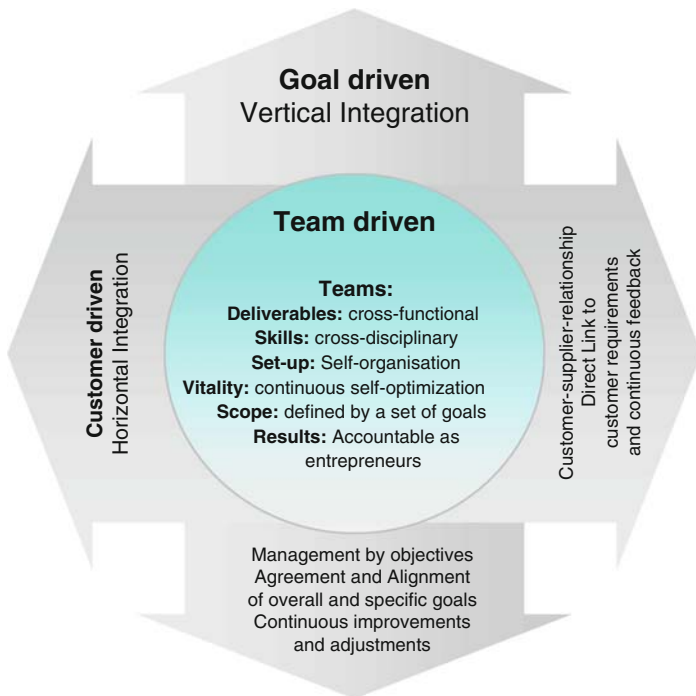 Goal driven
Vertical Integration
Customer driven
Horizontal Integration
Team driven
Teams:
Deliverables: cross-functional
Skills: cross-disciplinary
Set-up: Self-organisation
Vitality: continuous self-optimization
Scope: defined by a set of goals
Results: Accountable as
entrepreneurs
Customer-supplier-relationship
Direct Link to
customer requirements
and continuous feedback
Management by objectives
Agreement and Alignment
of overall and specific goals
Continuous improvements
and adjustments